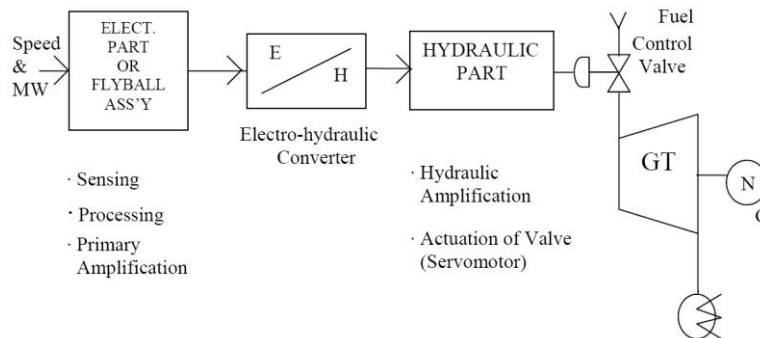 Speed
&
MW
ELECT.
PART
OR
FLYBALL
ASS'Y
E
H
Electro-hydraulic
Converter
HYDRAULIC
PART
Fuel
Control
Valve
GT
N
· Sensing
· Processing
· Primary
Amplification
· Hydraulic
Amplification
· Actuation of Valve
(Servomotor)